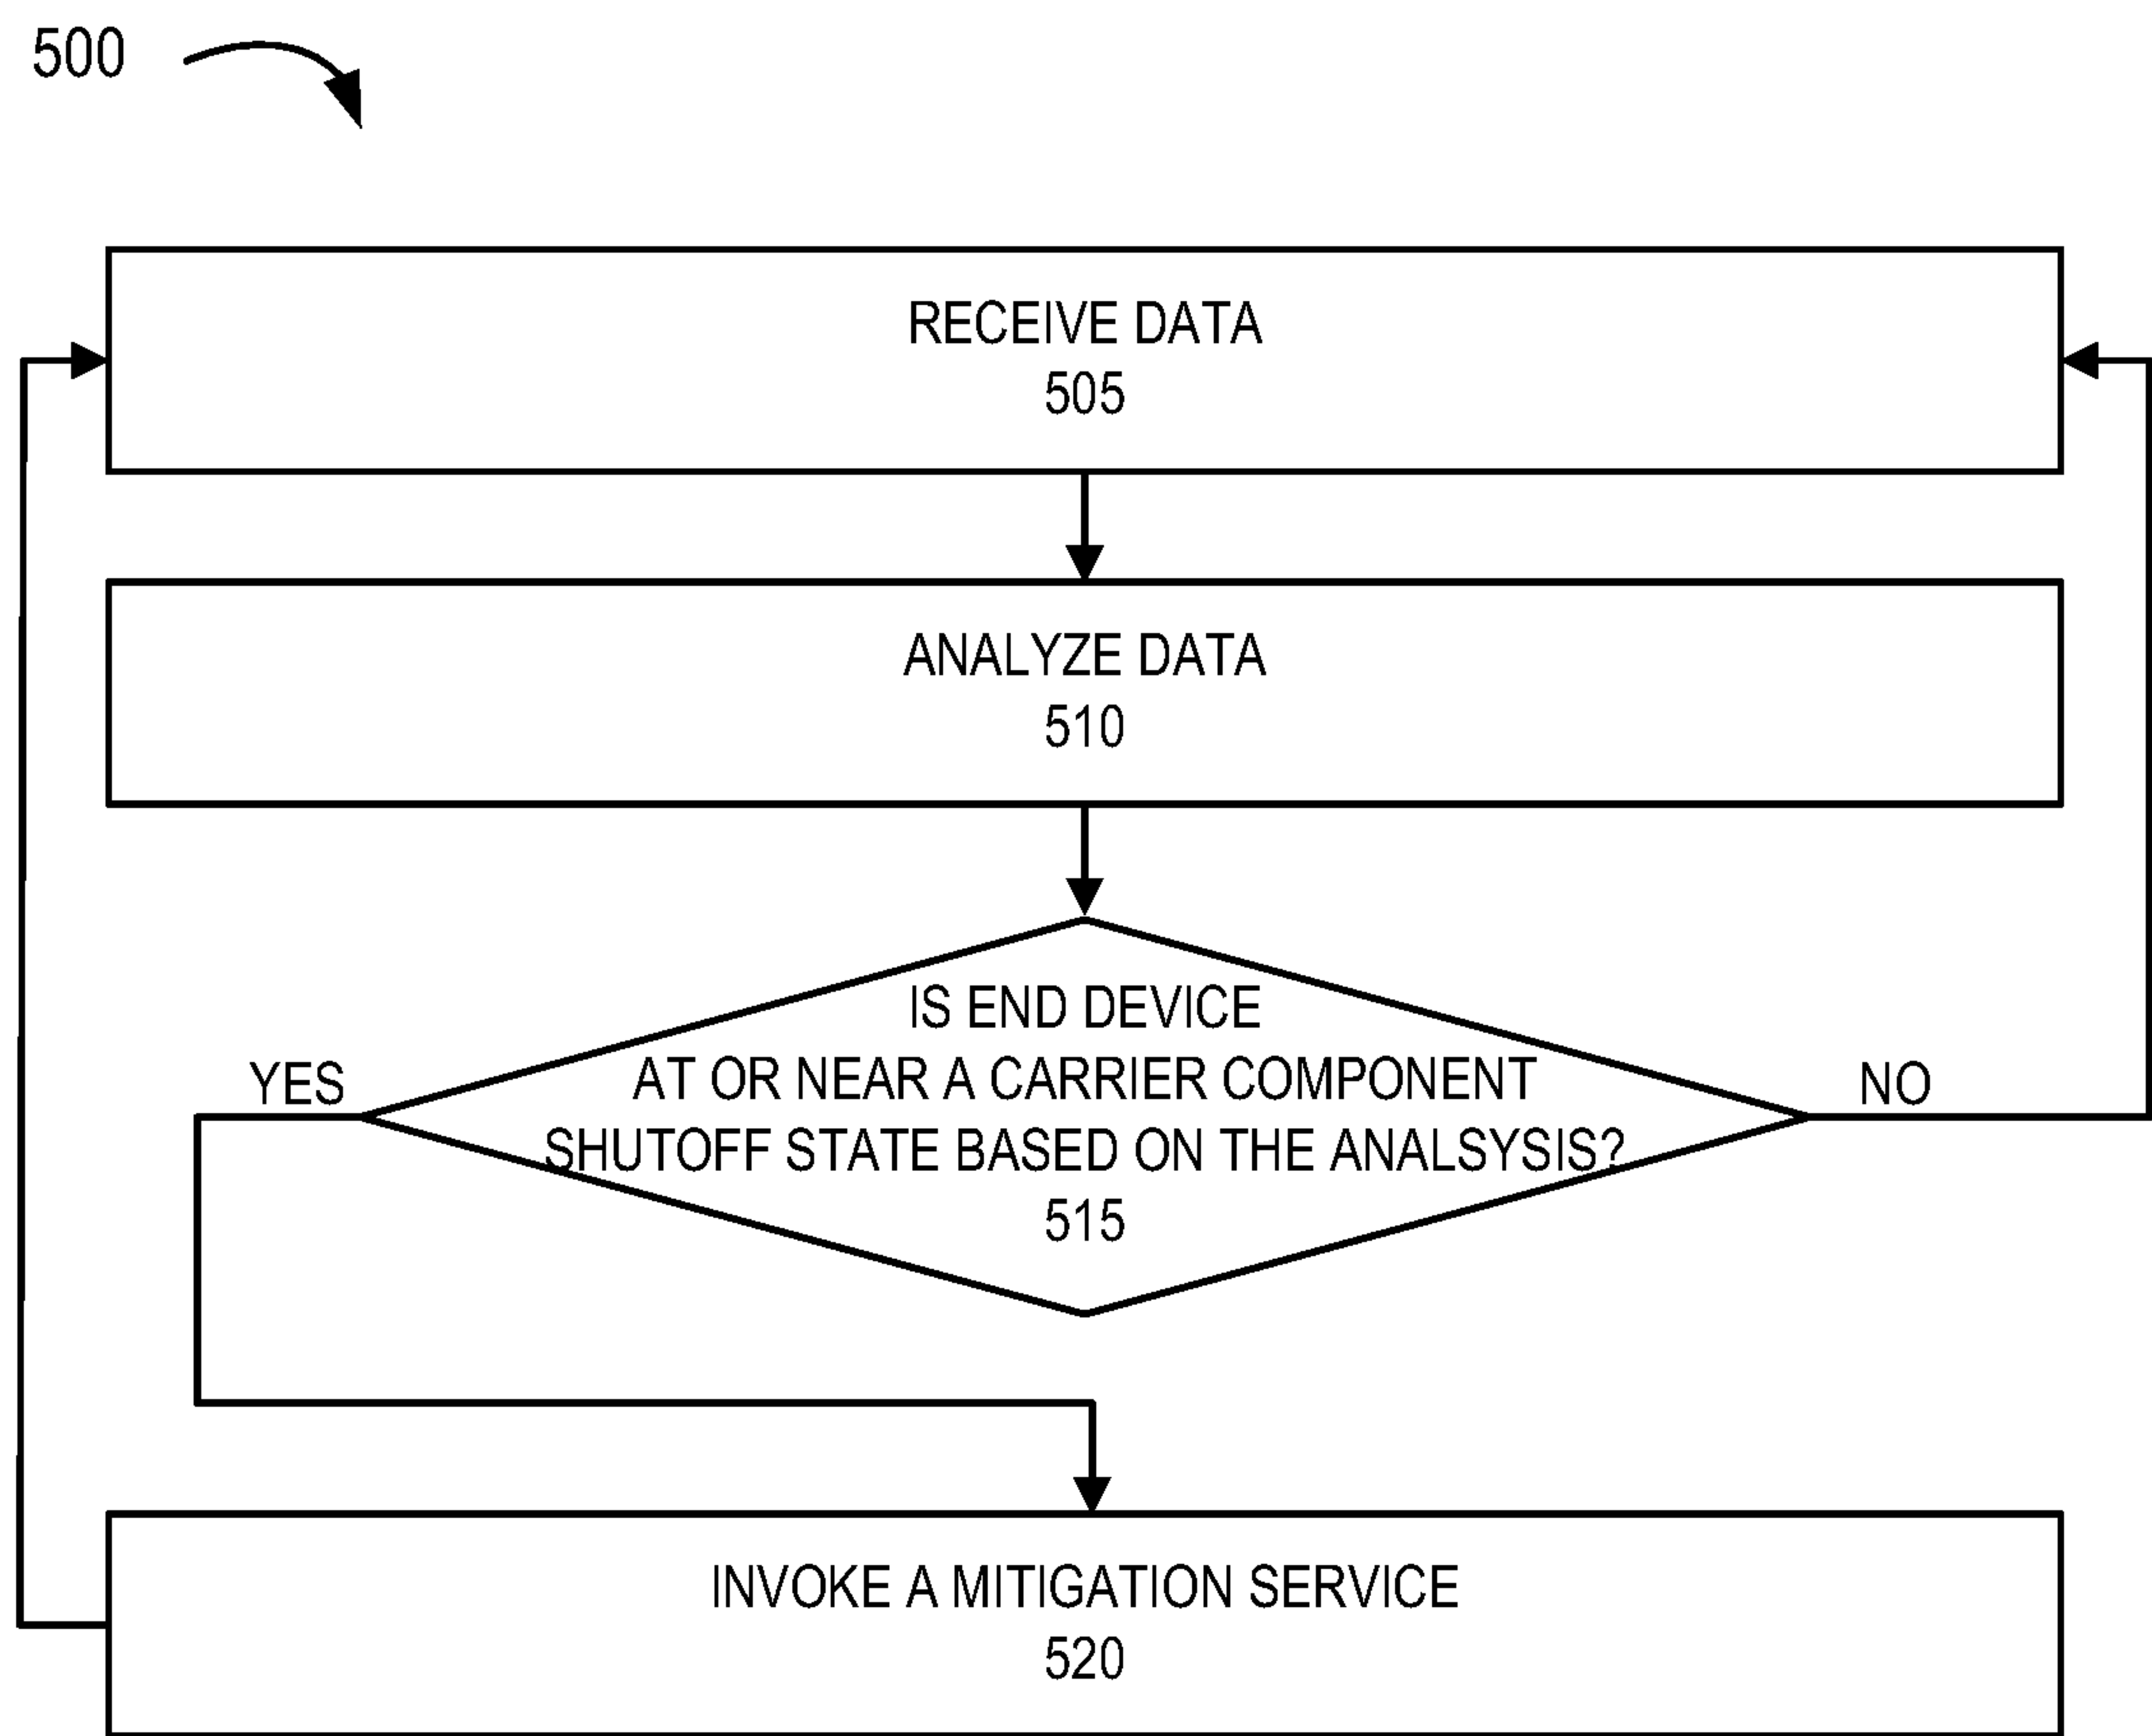 500
RECEIVE DATA
505
ANALYZE DATA
510
IS END DEVICE
AT OR NEAR A CARRIER COMPONENT
SHUTOFF STATE BASED ON THE ANALSYSIS?
515
YES
NO
INVOKE A MITIGATION SERVICE
520